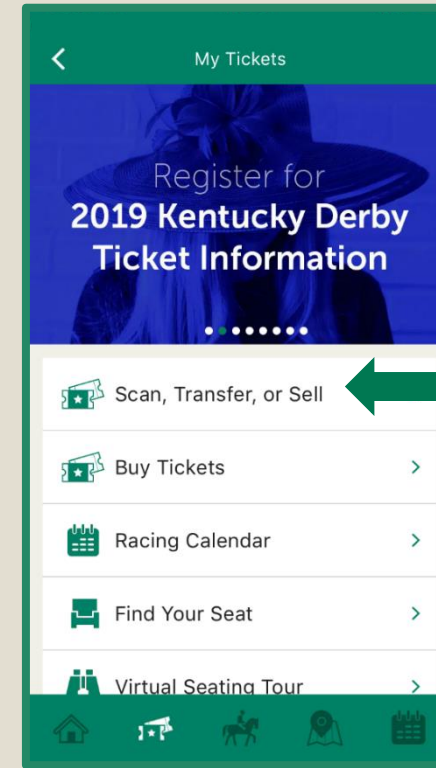 My Tickets
Register for
2019 Kentucky Derby
Ticket Information
Scan, Transfer, or Sell
Buy Tickets
Racing Calendar
Find Your Seat
Virtual Seating Tour